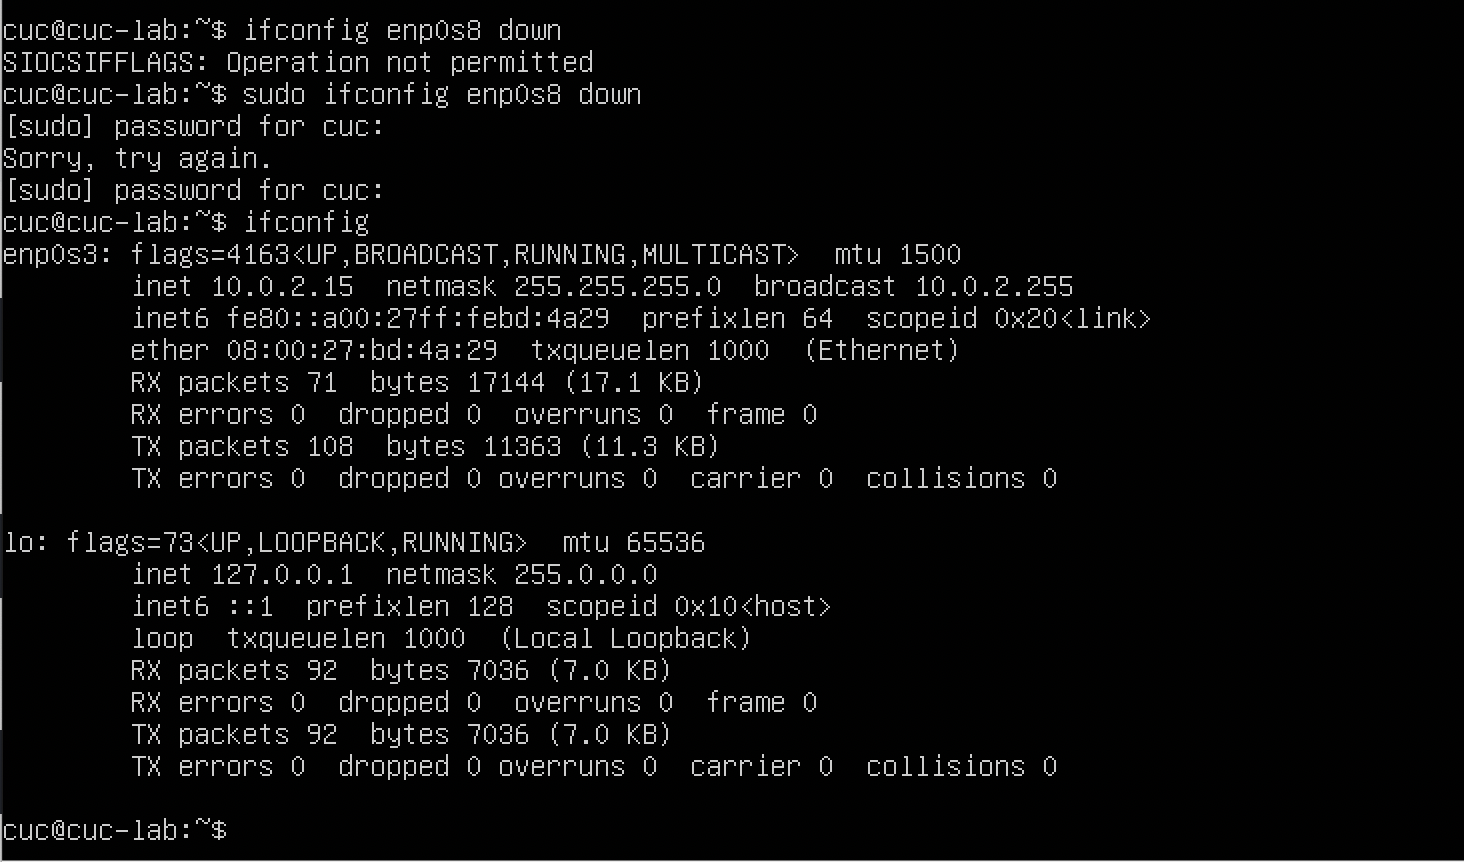 cuc@cuc-lab:~$ ifconfig enp0s8 down
SIOCSIFFLAGS: Operation not permitted
cuc@cuc-lab:~$ sudo ifconfig enp0s8 down
[sudo] password for cuc:
Sorry, try again.
[sudo] password for cuc:
cuc@cuc-lab:~$ ifconfig
enp0s3: flags=4163<UP,BROADCAST,RUNNING,MULTICAST>  mtu 1500
        inet 10.0.2.15  netmask 255.255.255.0  broadcast 10.0.2.255
        inet6 fe80::a00:27ff:febd:4a29  prefixlen 64  scopeid 0x20<link>
        ether 08:00:27:bd:4a:29  txqueuelen 1000  (Ethernet)
        RX packets 71  bytes 17144 (17.1 KB)
        RX errors 0  dropped 0  overruns 0  frame 0
        TX packets 108  bytes 11363 (11.3 KB)
        TX errors 0  dropped 0 overruns 0  carrier 0  collisions 0

lo: flags=73<UP,LOOPBACK,RUNNING>  mtu 65536
        inet 127.0.0.1  netmask 255.0.0.0
        inet6 ::1  prefixlen 128  scopeid 0x10<host>
        loop  txqueuelen 1000  (Local Loopback)
        RX packets 92  bytes 7036 (7.0 KB)
        RX errors 0  dropped 0  overruns 0  frame 0
        TX packets 92  bytes 7036 (7.0 KB)
        TX errors 0  dropped 0 overruns 0  carrier 0  collisions 0

cuc@cuc-lab:~$